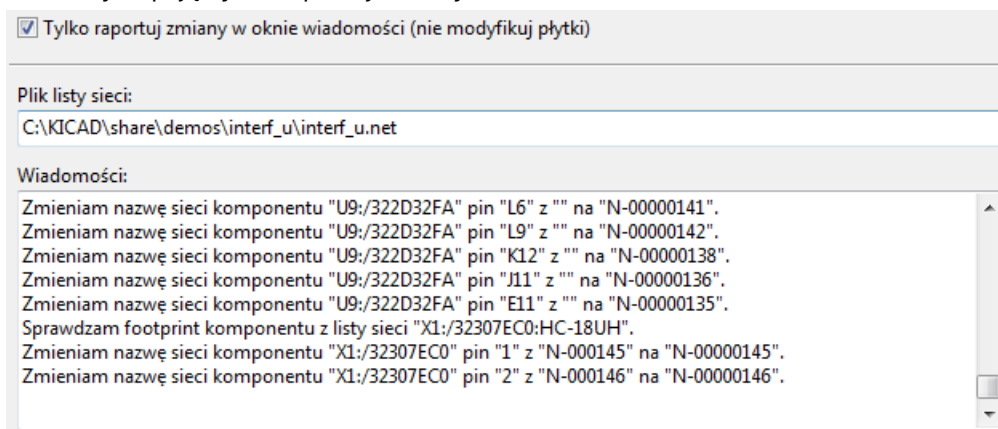 Tylko raportuj zmiany w oknie wiadomości (nie modyfikuj płytki)
Plik listy sieci:
C:\KICAD\share\demos\interf_u\interf_u.net
Wiadomości:
Zmieniam nazwę sieci komponentu "U9:/322D32FA" pin "L6" z "" na "N-00000141".
Zmieniam nazwę sieci komponentu "U9:/322D32FA" pin "L9" z "" na "N-00000142".
Zmieniam nazwę sieci komponentu "U9:/322D32FA" pin "K12" z "" na "N-00000138".
Zmieniam nazwę sieci komponentu "U9:/322D32FA" pin "J11" z "" na "N-00000136".
Zmieniam nazwę sieci komponentu "U9:/322D32FA" pin "E11" z "" na "N-00000135".
Sprawdzam footprint komponentu z listy sieci "X1:/32307EC0:HC-18UH".
Zmieniam nazwę sieci komponentu "X1:/32307EC0" pin "1" z "N-000145" na "N-00000145".
Zmieniam nazwę sieci komponentu "X1:/32307EC0" pin "2" z "N-000146" na "N-00000146".